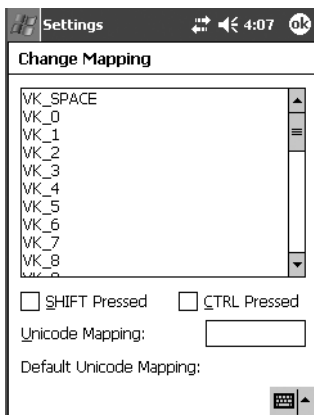 Settings 4:07 ok
Change Mapping
VK_SPACE
VK_0
VK_1
VK_2
VK_3
VK_4
VK_5
VK_6
VK_7
VK_8
SHIFT Pressed CTRL Pressed
Unicode Mapping:
Default Unicode Mapping: